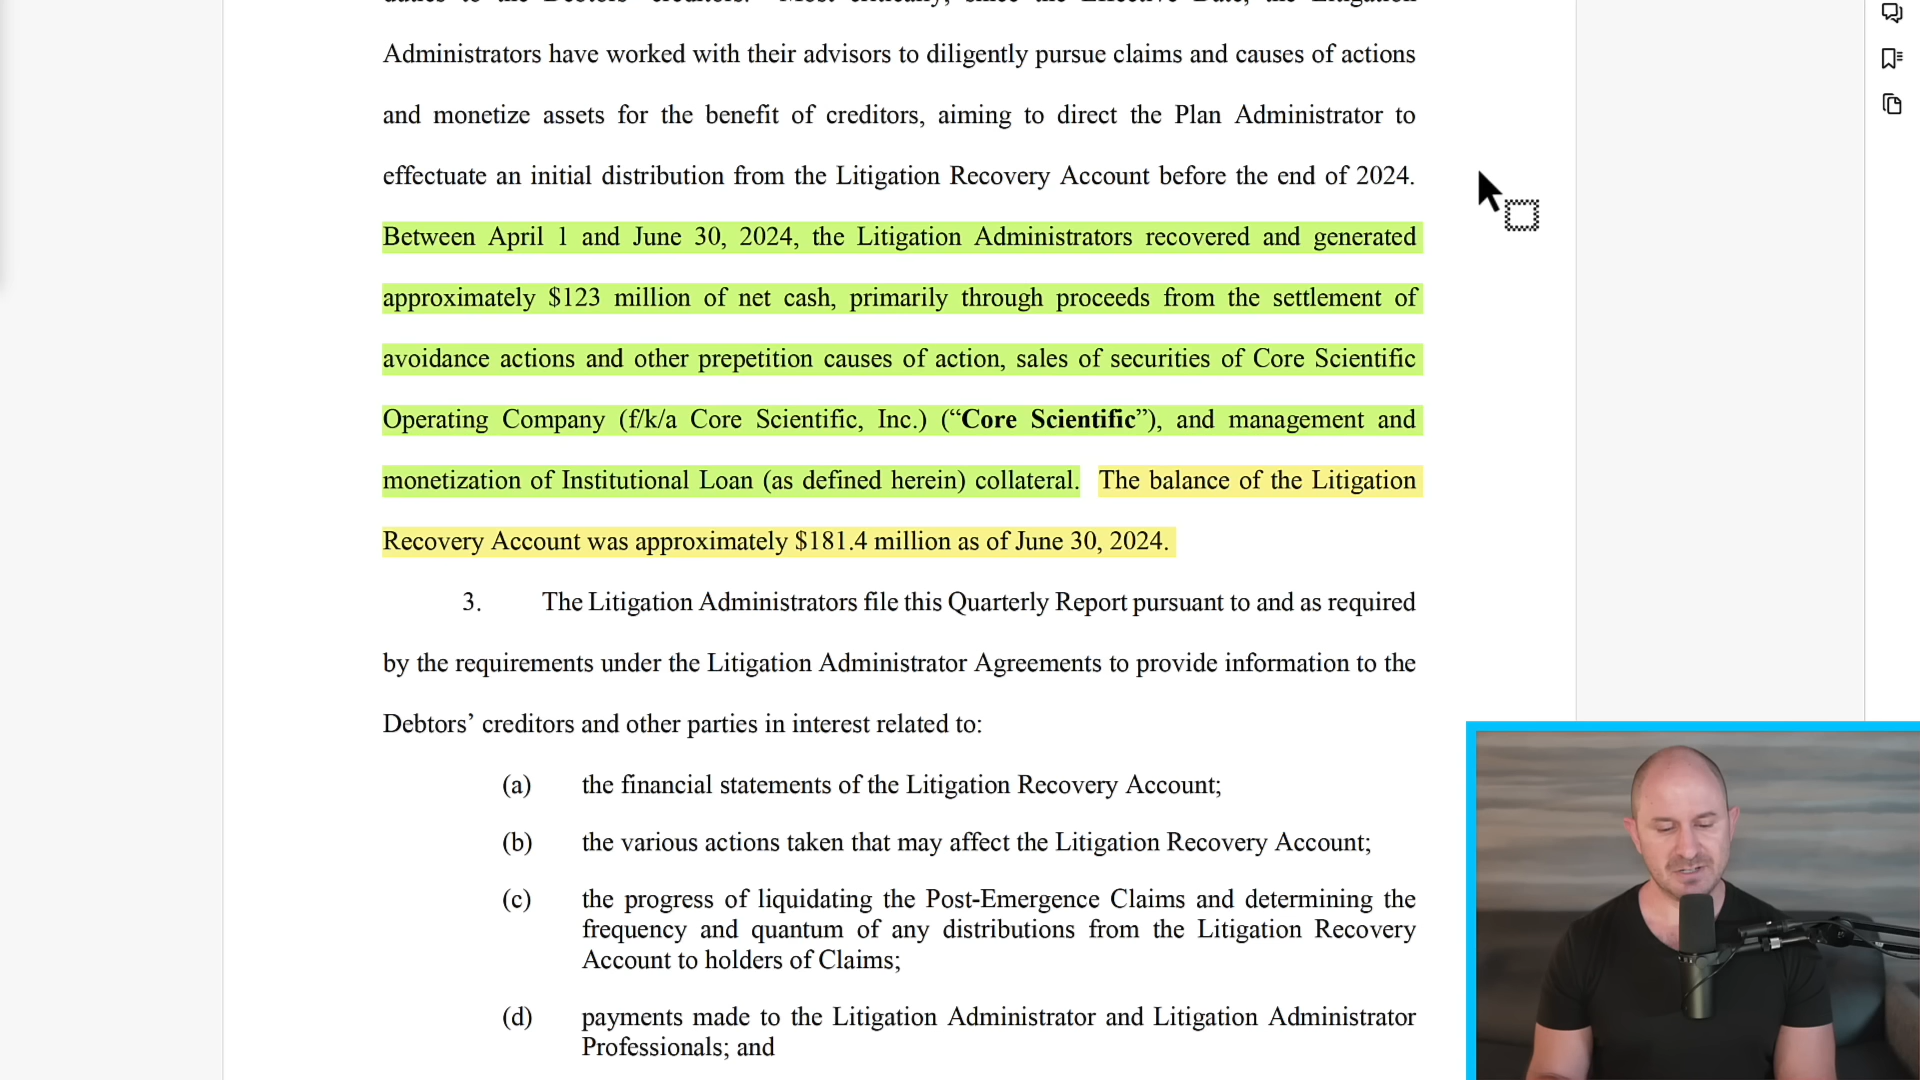 Administrators have worked with their advisors to diligently pursue claims and causes of actions
and monetize assets for the benefit of creditors, aiming to direct the Plan Administrator to
effectuate an initial distribution from the Litigation Recovery Account before the end of 2024.
Between April 1 and June 30, 2024, the Litigation Administrators recovered and generated
approximately $123 million of net cash, primarily through proceeds from the settlement of
avoidance actions and other prepetition causes of action, sales of securities of Core Scientific
Operating Company (f/k/a Core Scientific, Inc.) (“Core Scientific”), and management and
monetization of Institutional Loan (as defined herein) collateral. The balance of the Litigation
Recovery Account was approximately $181.4 million as of June 30, 2024.
3. The Litigation Administrators file this Quarterly Report pursuant to and as required
by the requirements under the Litigation Administrator Agreements to provide information to the
Debtors’ creditors and other parties in interest related to:
(a) the financial statements of the Litigation Recovery Account;
(b) the various actions taken that may affect the Litigation Recovery Account;
(c) the progress of liquidating the Post-Emergence Claims and determining the
frequency and quantum of any distributions from the Litigation Recovery
Account to holders of Claims;
(d) payments made to the Litigation Administrator and Litigation Administrator
Professionals; and